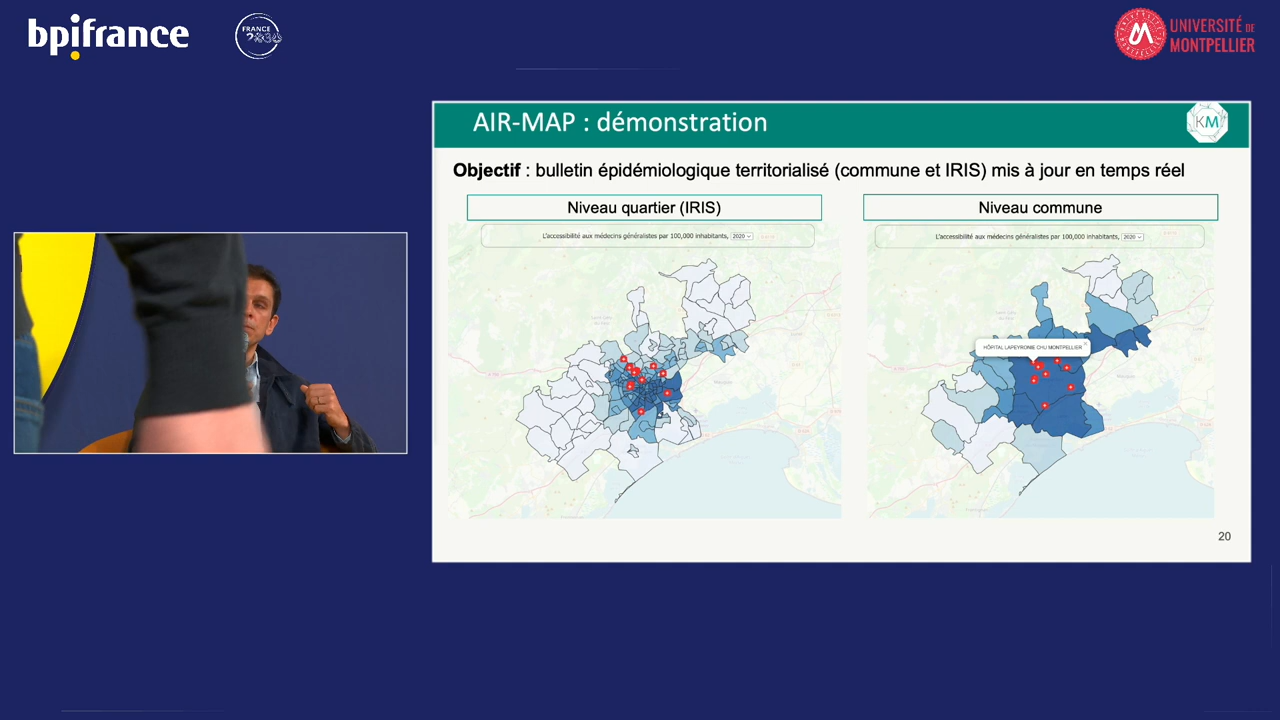 bpifrance
FRANCE
2030
UNIVERSITÉ DE
MONTPELLIER
AIR-MAP : démonstration
KM
Objectif : bulletin épidémiologique territorialisé (commune et IRIS) mis à jour en temps réel
Niveau quartier (IRIS)
Niveau commune
L'accessibilité aux médecins généralistes par 100,000 inhabitants, 2020
L'accessibilité aux médecins généralistes par 100,000 inhabitants, 2020
HÔPITAL LAPEYRONIE CHU MONTPELLIER
20